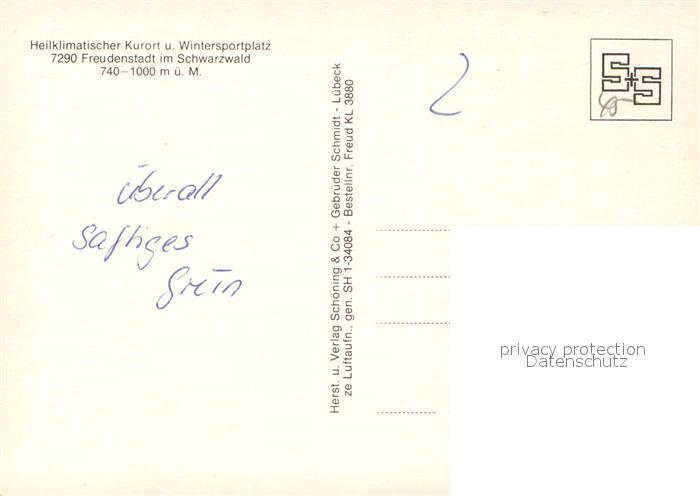 Heilklimatischer Kurort u. Wintersportplatz
7290 Freudenstadt im Schwarzwald
740–1000 m ü. M.
überall
saftiges
Grün
Herst. u. Verlag Schöning & Co + Gebrüder Schmidt - Lübeck
ze Luftaufn., gen. SH 1-34084 - Bestellnr. Freud KL 3880
2
S+S
privacy protection
Datenschutz